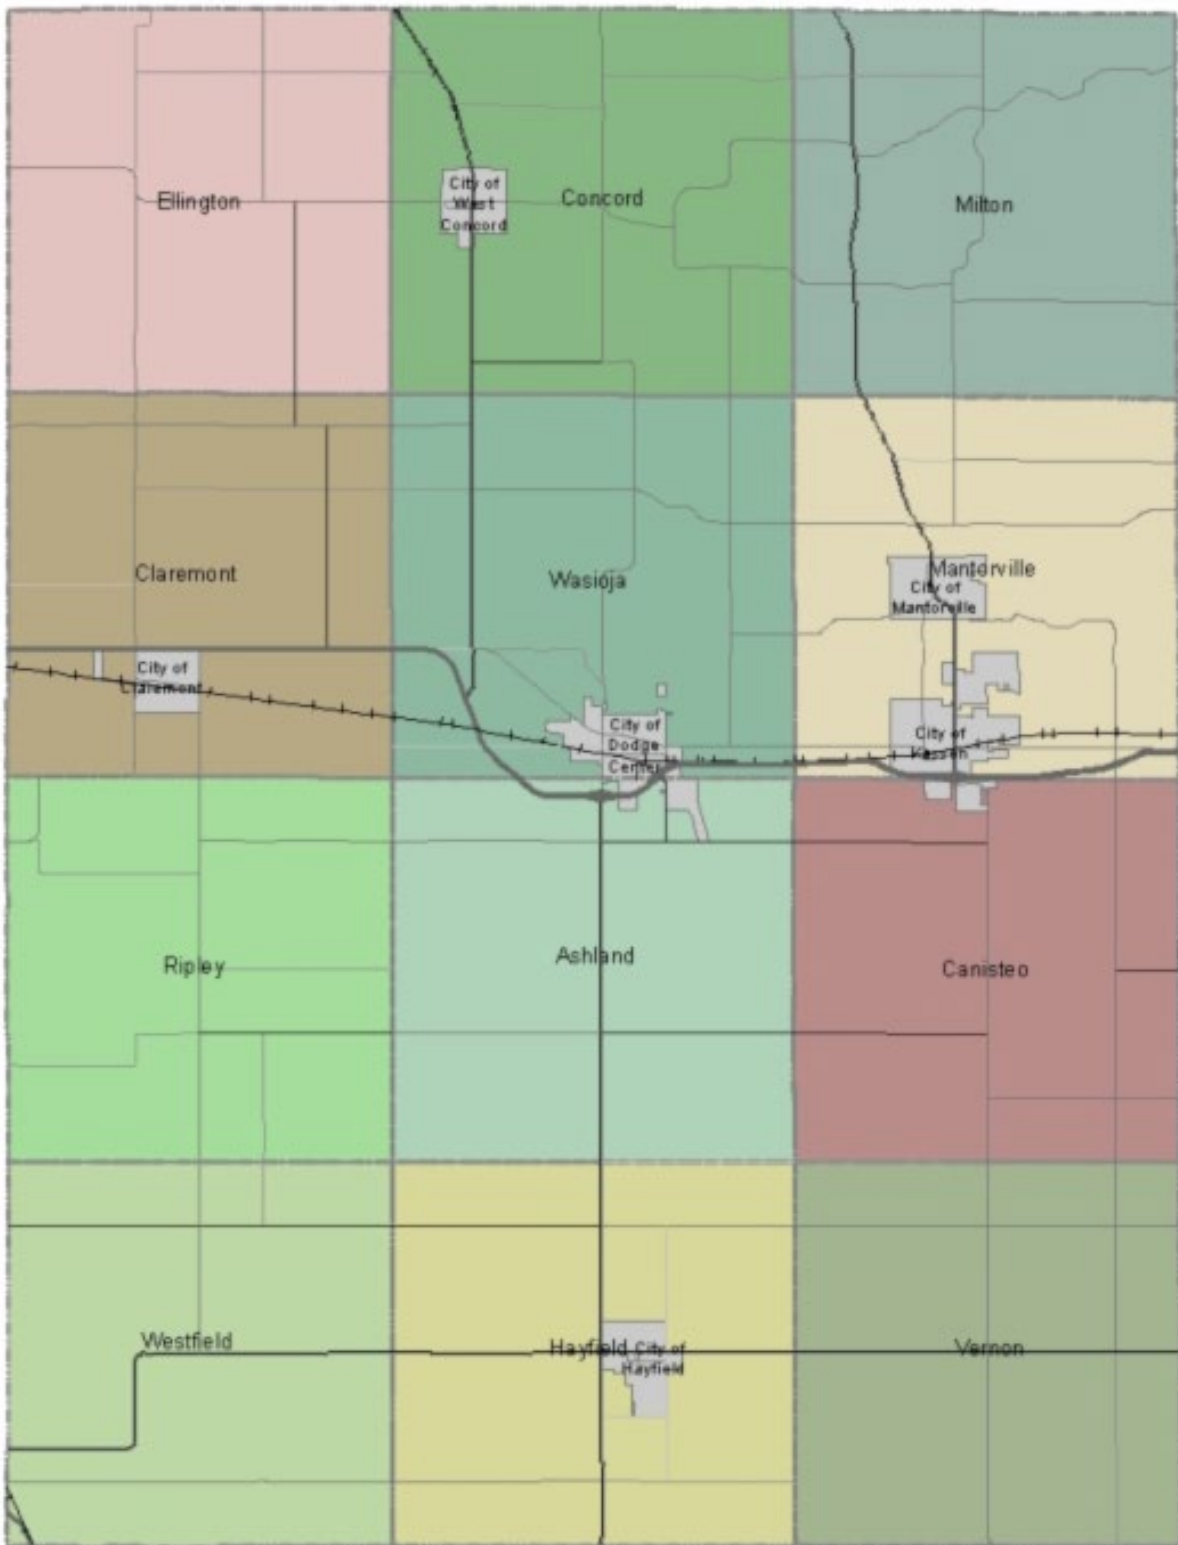 Ellington
City of
West
Concord
Concord
Milton
Claremont
Wasioja
Mantorville
City of
Mantorville
City of
Claremont
City of
Dodge
Center
City of
Kasson
Ripley
Ashland
Canisteo
Westfield
Hayfield
City of
Hayfield
Vernon